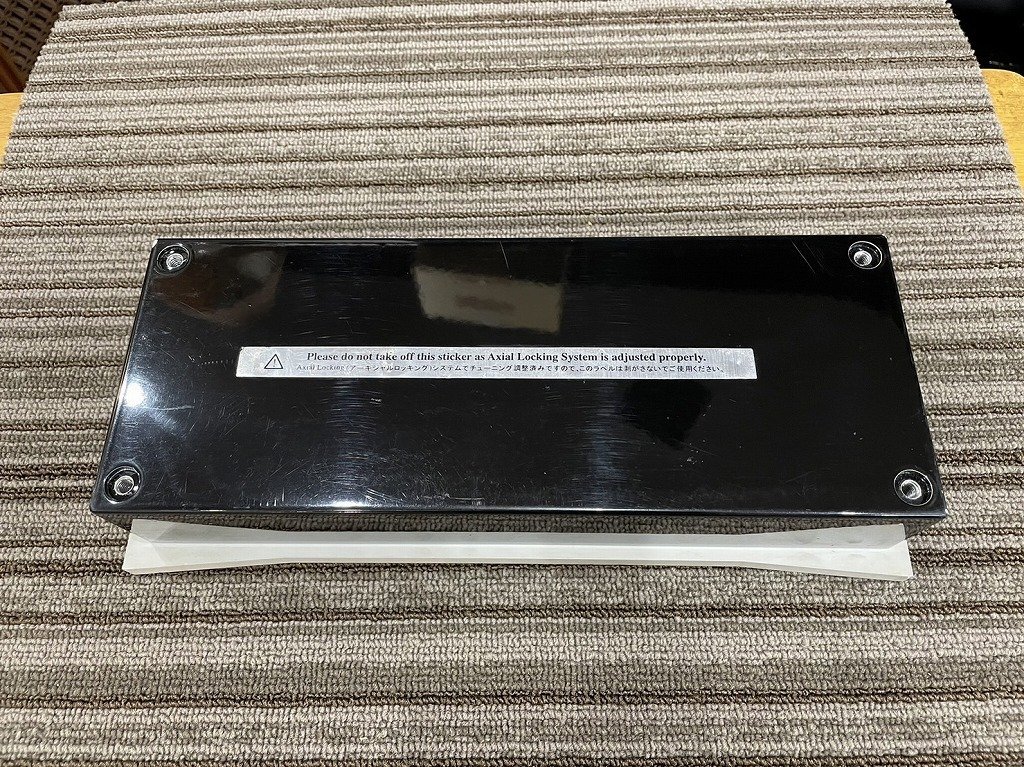 Please do not take off this sticker as Axial Locking System is adjusted properly.
Axial Locking (アーキシャルロッキング)システムでチューニング調整済みですので、このラベルは剥がさないでご使用ください。